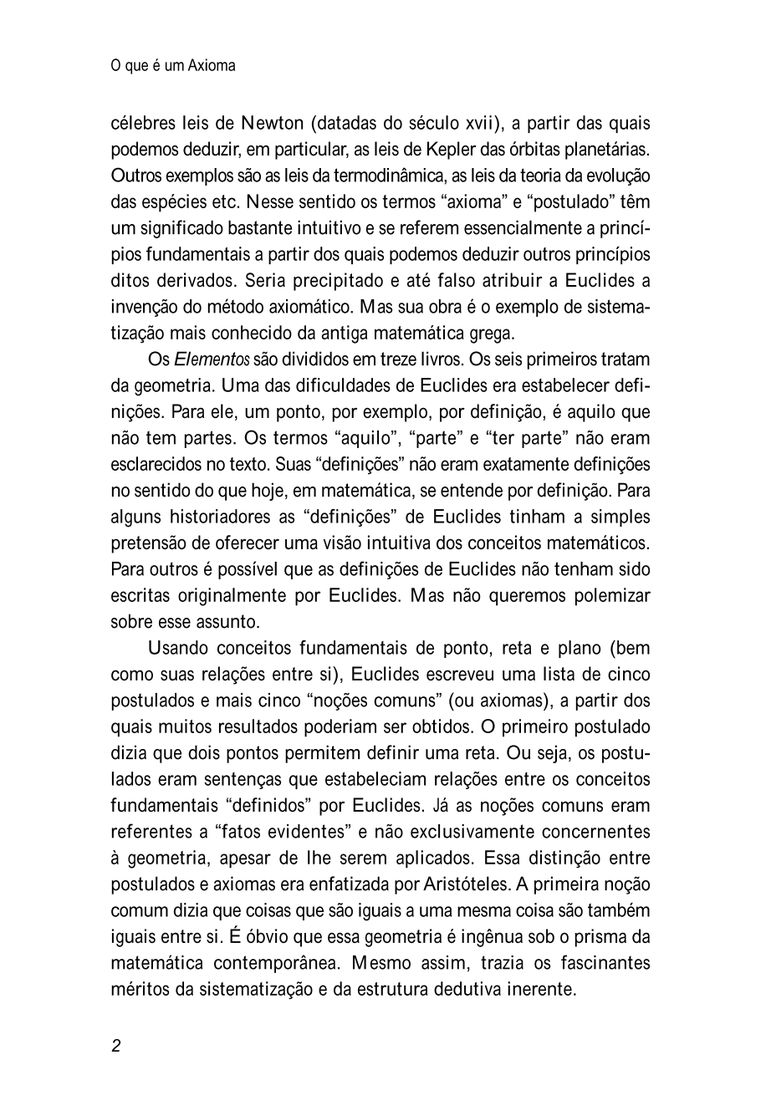 O que é um Axioma
célebres leis de Newton (datadas do século xvii), a partir das quais
podemos deduzir, em particular, as leis de Kepler das órbitas planetárias.
Outros exemplos são as leis da termodinâmica, as leis da teoria da evolução
das espécies etc. Nesse sentido os termos “axioma” e “postulado” têm
um significado bastante intuitivo e se referem essencialmente a princí-
pios fundamentais a partir dos quais podemos deduzir outros princípios
ditos derivados. Seria precipitado e até falso atribuir a Euclides a
invenção do método axiomático. Mas sua obra é o exemplo de sistema-
tização mais conhecido da antiga matemática grega.
Os Elementos são divididos em treze livros. Os seis primeiros tratam
da geometria. Uma das dificuldades de Euclides era estabelecer defi-
nições. Para ele, um ponto, por exemplo, por definição, é aquilo que
não tem partes. Os termos “aquilo”, “parte” e “ter parte” não eram
esclarecidos no texto. Suas “definições” não eram exatamente definições
no sentido do que hoje, em matemática, se entende por definição. Para
alguns historiadores as “definições” de Euclides tinham a simples
pretensão de oferecer uma visão intuitiva dos conceitos matemáticos.
Para outros é possível que as definições de Euclides não tenham sido
escritas originalmente por Euclides. Mas não queremos polemizar
sobre esse assunto.
Usando conceitos fundamentais de ponto, reta e plano (bem
como suas relações entre si), Euclides escreveu uma lista de cinco
postulados e mais cinco “noções comuns” (ou axiomas), a partir dos
quais muitos resultados poderiam ser obtidos. O primeiro postulado
dizia que dois pontos permitem definir uma reta. Ou seja, os postu-
lados eram sentenças que estabeleciam relações entre os conceitos
fundamentais “definidos” por Euclides. Já as noções comuns eram
referentes a “fatos evidentes” e não exclusivamente concernentes
à geometria, apesar de lhe serem aplicados. Essa distinção entre
postulados e axiomas era enfatizada por Aristóteles. A primeira noção
comum dizia que coisas que são iguais a uma mesma coisa são também
iguais entre si. É óbvio que essa geometria é ingênua sob o prisma da
matemática contemporânea. Mesmo assim, trazia os fascinantes
méritos da sistematização e da estrutura dedutiva inerente.
2